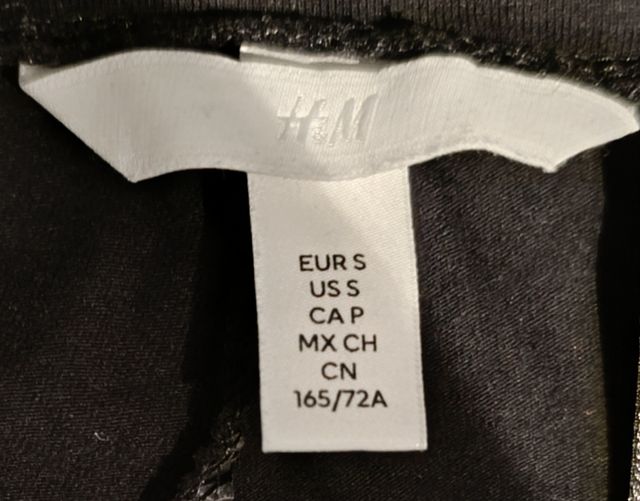 H&M
EUR S
US S
CA P
MX CH
CN
165/72A